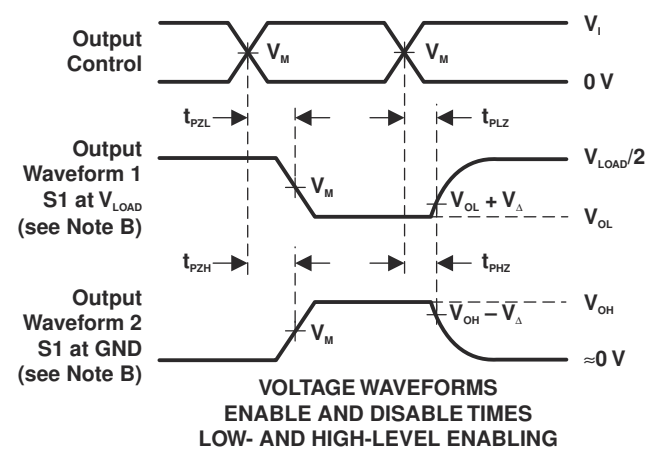 Output
Control
V_M
V_M
V_I
0 V
t_PZL
t_PLZ
Output
Waveform 1
S1 at V_LOAD
(see Note B)
V_M
V_OL + V_Δ
V_LOAD/2
V_OL
t_PZH
t_PHZ
Output
Waveform 2
S1 at GND
(see Note B)
V_M
V_OH – V_Δ
V_OH
≈0 V
VOLTAGE WAVEFORMS
ENABLE AND DISABLE TIMES
LOW- AND HIGH-LEVEL ENABLING